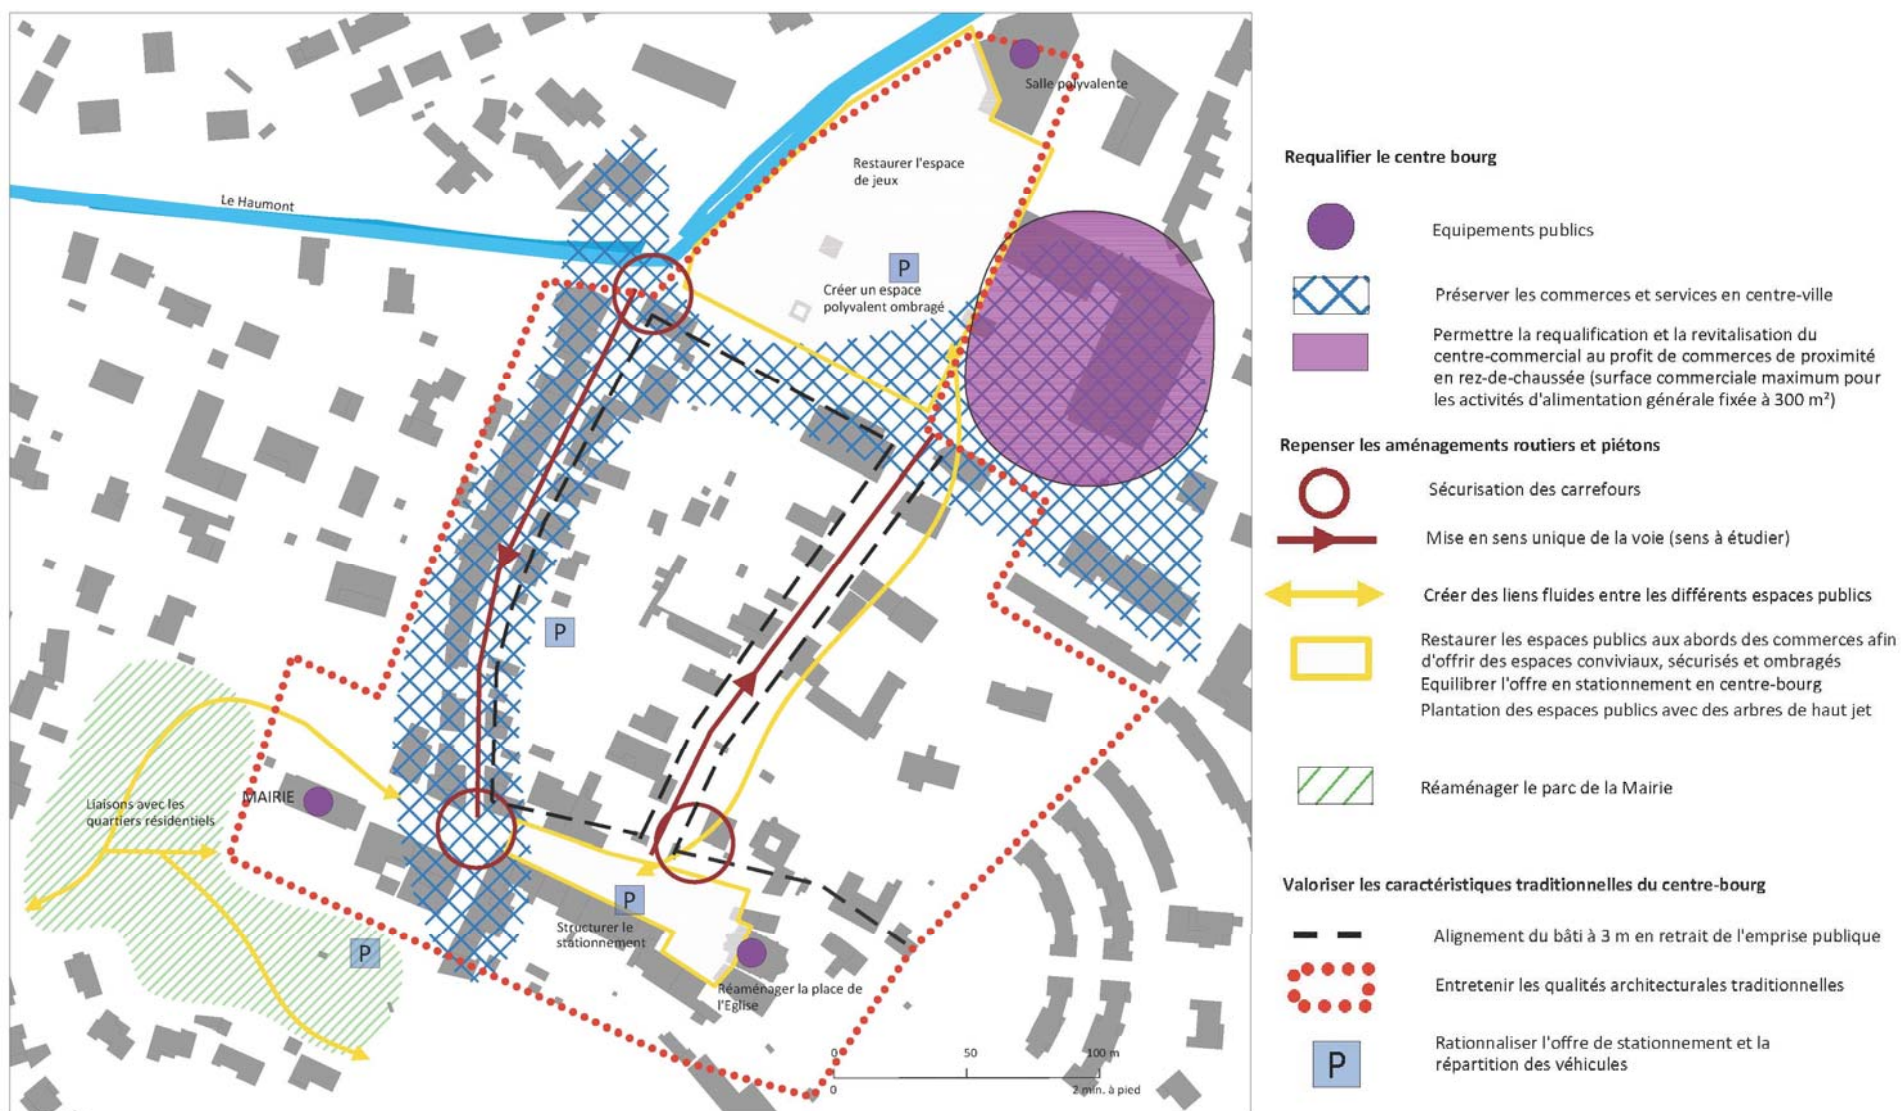 Salle polyvalente
Restaurer l'espace
de jeux
Le Haumont
P
Créer un espace
polyvalent ombragé
P
MAIRIE
Liaisons avec les
quartiers résidentiels
P
Structurer le
stationnement
P
Réaménager la place de
l'Eglise
0 50 100 m
0 2 min. à pied
Requalifier le centre bourg
Equipements publics
Préserver les commerces et services en centre-ville
Permettre la requalification et la revitalisation du
centre-commercial au profit de commerces de proximité
en rez-de-chaussée (surface commerciale maximum pour
les activités d'alimentation générale fixée à 300 m²)
Repenser les aménagements routiers et piétons
Sécurisation des carrefours
Mise en sens unique de la voie (sens à étudier)
Créer des liens fluides entre les différents espaces publics
Restaurer les espaces publics aux abords des commerces afin
d'offrir des espaces conviviaux, sécurisés et ombragés
Equilibrer l'offre en stationnement en centre-bourg
Plantation des espaces publics avec des arbres de haut jet
Réaménager le parc de la Mairie
Valoriser les caractéristiques traditionnelles du centre-bourg
Alignement du bâti à 3 m en retrait de l'emprise publique
Entretenir les qualités architecturales traditionnelles
P
Rationnaliser l'offre de stationnement et la
répartition des véhicules